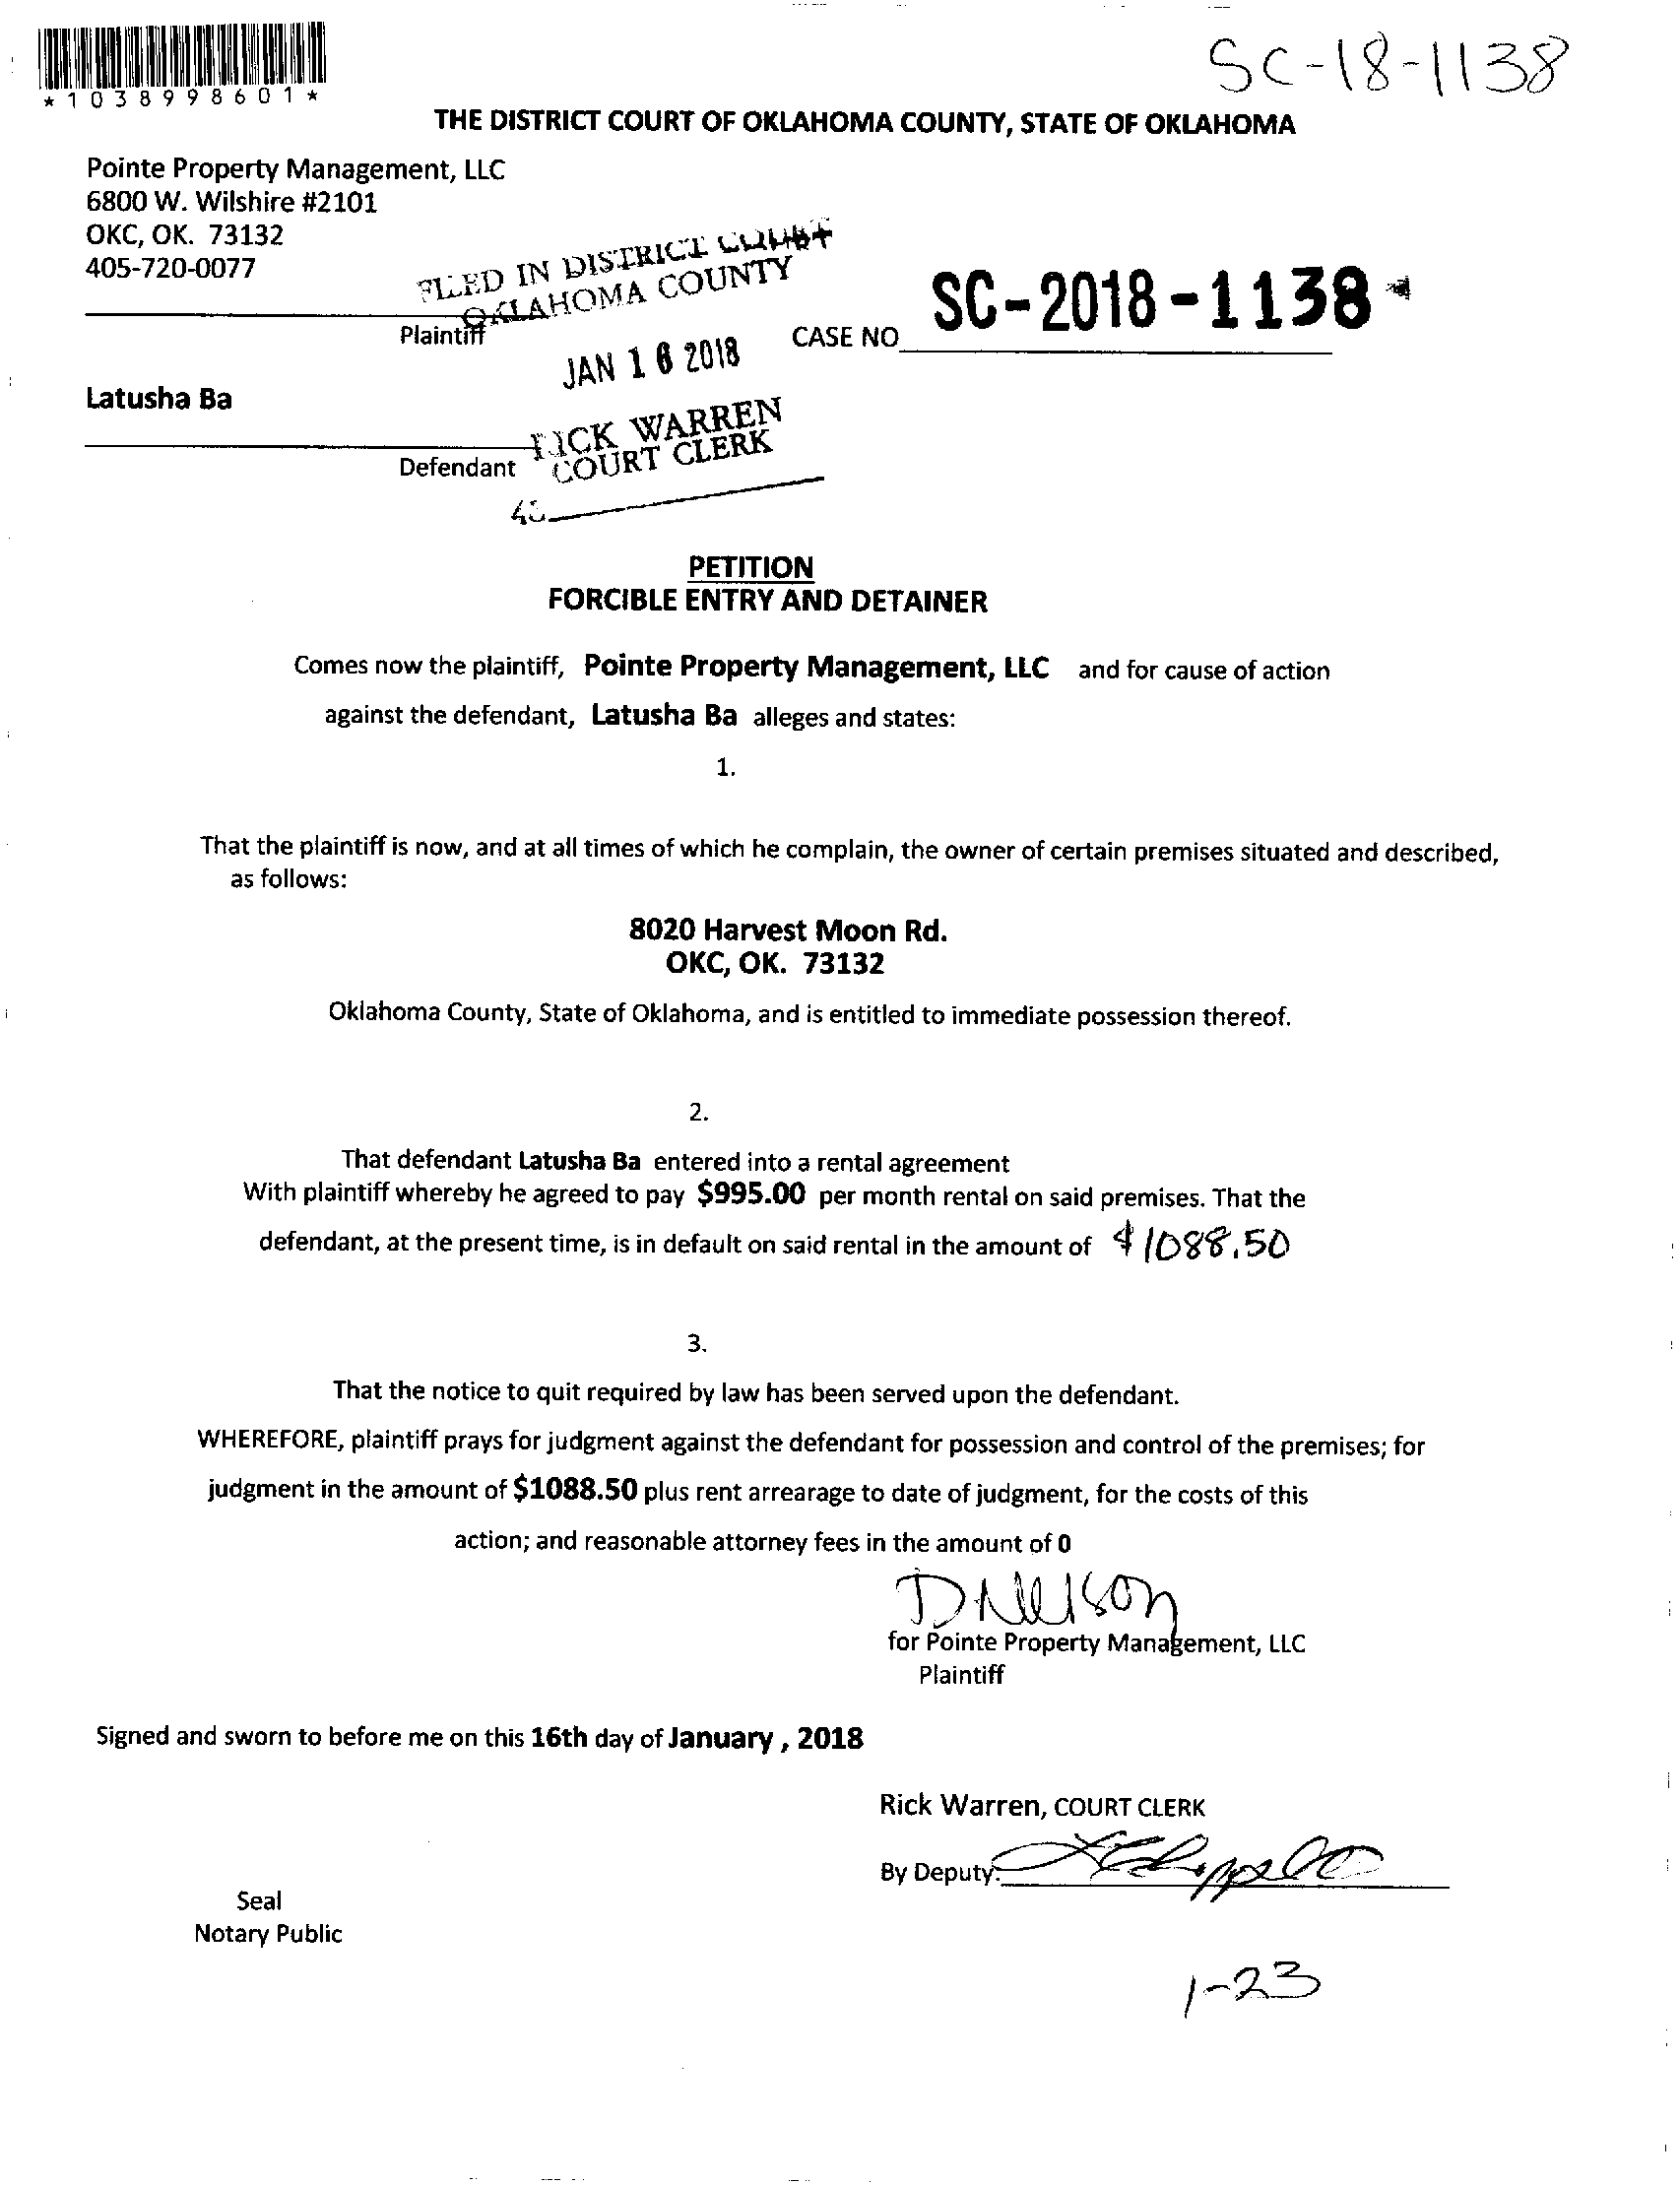 SC-18-1138
*1038998601*
THE DISTRICT COURT OF OKLAHOMA COUNTY, STATE OF OKLAHOMA
Pointe Property Management, LLC
6800 W. Wilshire #2101
OKC, OK. 73132
405-720-0077
FILED IN DISTRICT COURT
OKLAHOMA COUNTY
Plaintiff
JAN 16 2018
CASE NO SC-2018-1138
Latusha Ba
RICK WARREN
COURT CLERK
Defendant
PETITION
FORCIBLE ENTRY AND DETAINER
Comes now the plaintiff, Pointe Property Management, LLC and for cause of action
against the defendant, Latusha Ba alleges and states:
1.
That the plaintiff is now, and at all times of which he complain, the owner of certain premises situated and described,
as follows:
8020 Harvest Moon Rd.
OKC, OK. 73132
Oklahoma County, State of Oklahoma, and is entitled to immediate possession thereof.
2.
That defendant Latusha Ba entered into a rental agreement
With plaintiff whereby he agreed to pay $995.00 per month rental on said premises. That the
defendant, at the present time, is in default on said rental in the amount of $1088.50
3.
That the notice to quit required by law has been served upon the defendant.
WHEREFORE, plaintiff prays for judgment against the defendant for possession and control of the premises; for
judgment in the amount of $1088.50 plus rent arrearage to date of judgment, for the costs of this
action; and reasonable attorney fees in the amount of 0
D Nelson
for Pointe Property Management, LLC
Plaintiff
Signed and sworn to before me on this 16th day of January , 2018
Rick Warren, COURT CLERK
By Deputy:
Seal
Notary Public
1-23